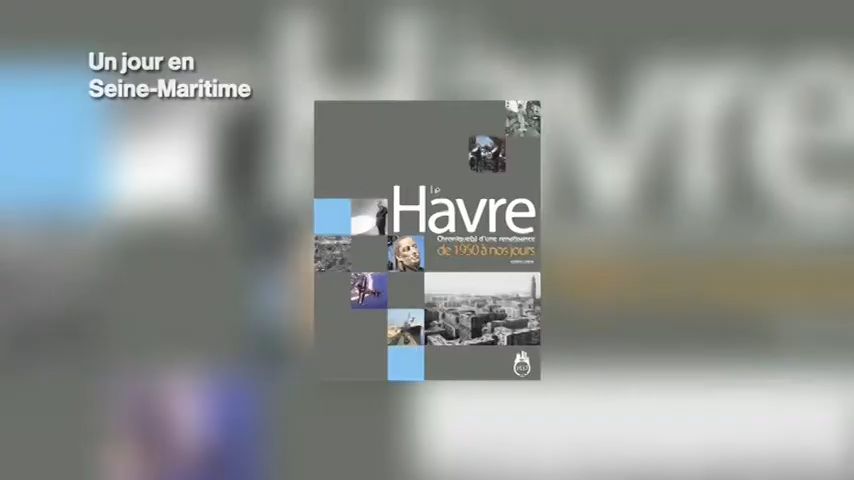 Un jour en
Seine-Maritime
Le
Havre
Chronique(s) d'une renaissance
de 1950 à nos jours